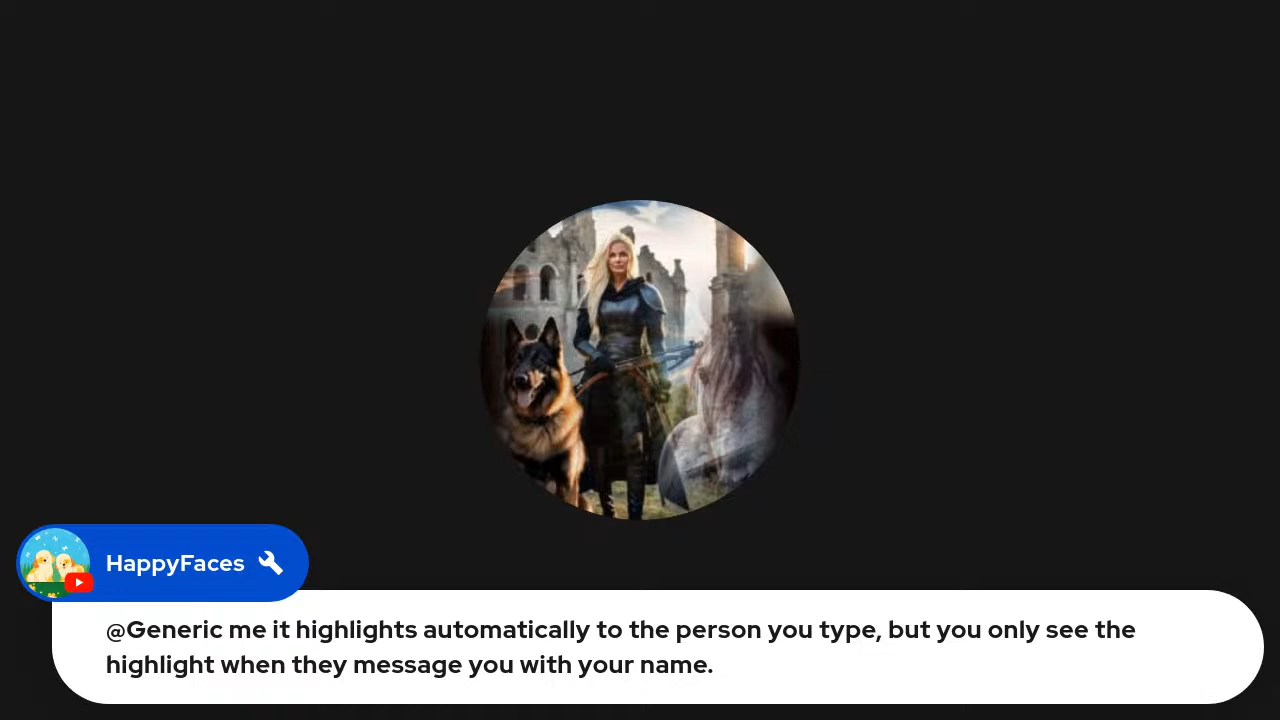 HappyFaces
@Generic me it highlights automatically to the person you type, but you only see the
highlight when they message you with your name.